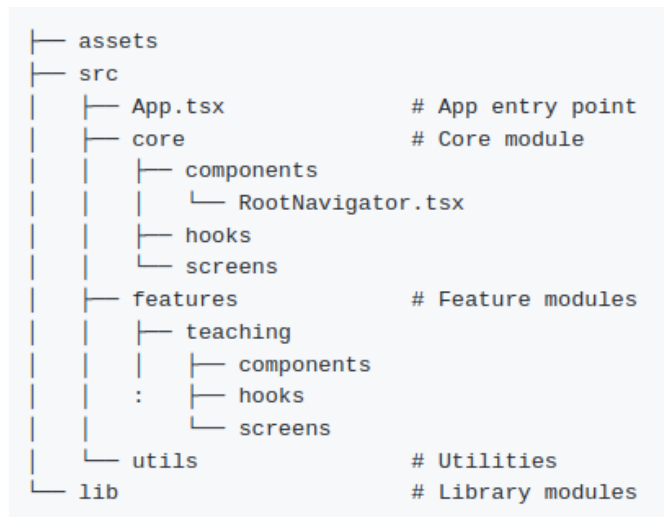 ├── assets
├── src
│   ├── App.tsx              # App entry point
│   ├── core                 # Core module
│   │   ├── components
│   │   │   └── RootNavigator.tsx
│   │   ├── hooks
│   │   └── screens
│   ├── features             # Feature modules
│   │   ├── teaching
│   │   │   ├── components
│   │   :   ├── hooks
│   │       └── screens
│   └── utils                # Utilities
└── lib                      # Library modules